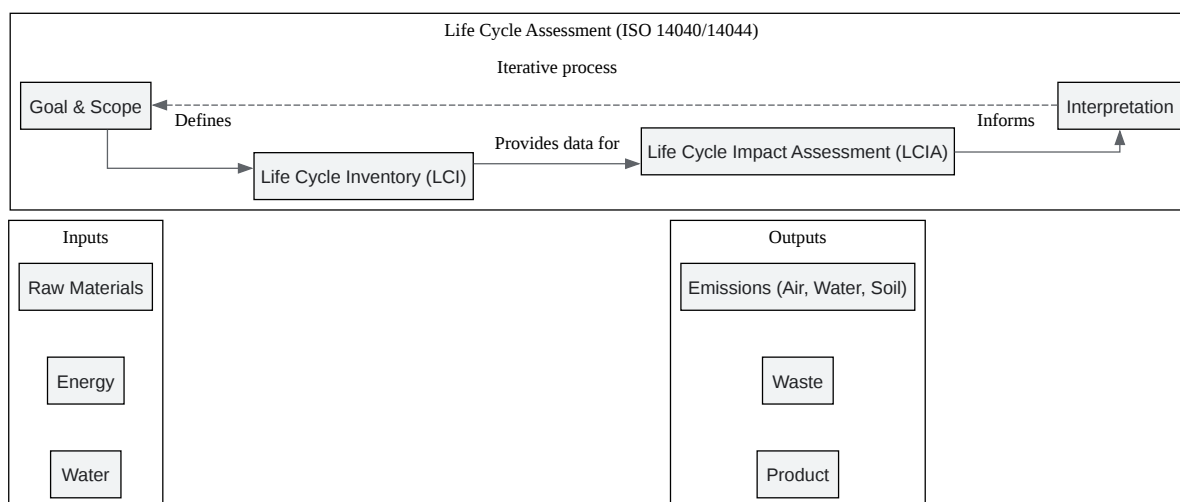 Life Cycle Assessment (ISO 14040/14044)
Iterative process
Goal & Scope
Interpretation
Defines
Informs
Provides data for
Life Cycle Impact Assessment (LCIA)
Life Cycle Inventory (LCI)
Inputs
Raw Materials
Energy
Water
Outputs
Emissions (Air, Water, Soil)
Waste
Product